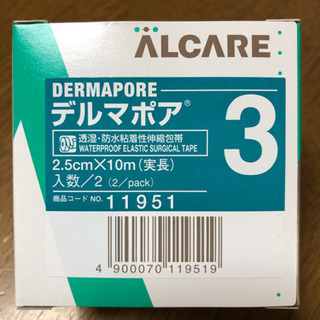 ALCARE
DERMAPORE
デルマポア®
3
透湿・防水粘着性伸縮包帯
WATERPROOF ELASTIC SURGICAL TAPE
2.5cm×10m(実長)
入数/2 (2/pack)
商品コード NO. 11951
4 900070 119519